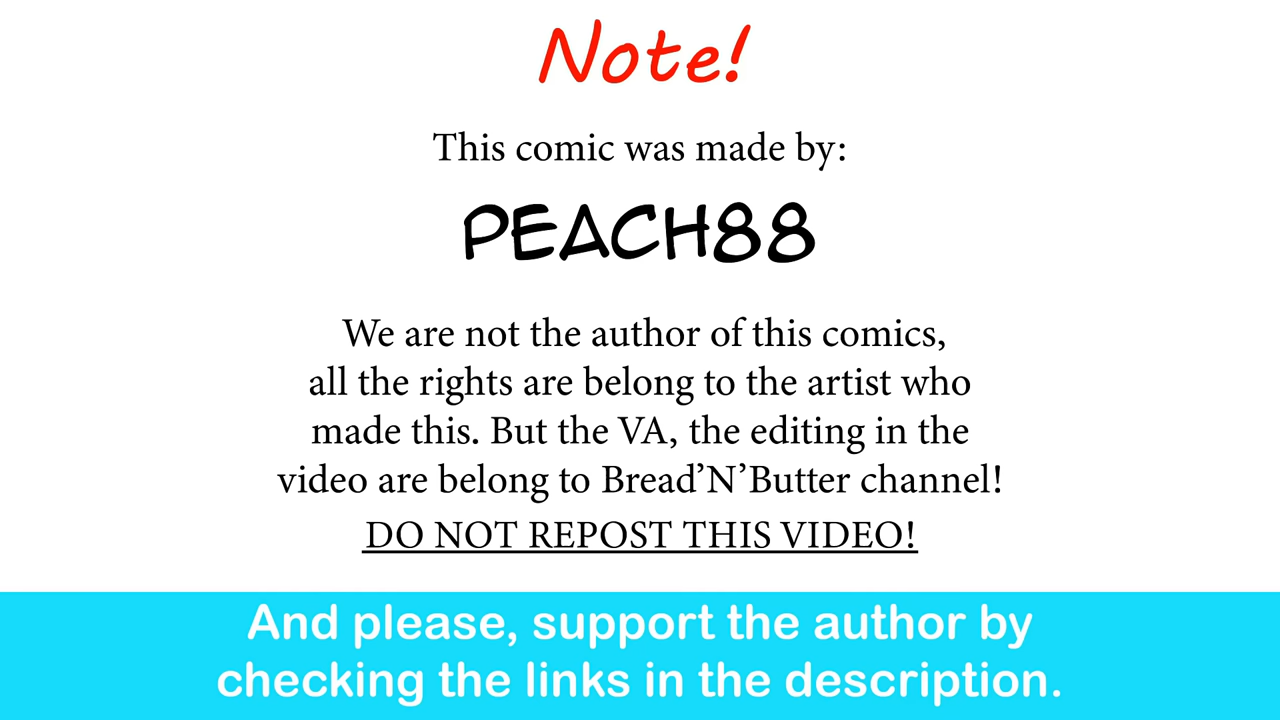 Note!
This comic was made by:
PEACH88
We are not the author of this comics,
all the rights are belong to the artist who
made this. But the VA, the editing in the
video are belong to Bread’N’Butter channel!
DO NOT REPOST THIS VIDEO!
And please, support the author by
checking the links in the description.